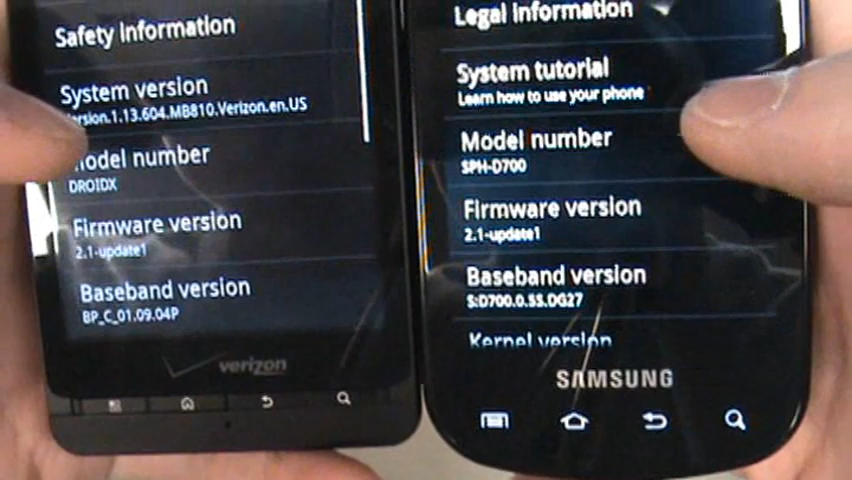 Safety information
System version
Version.1.13.604.MB810.Verizon.en.US
Model number
DROIDX
Firmware version
2.1-update1
Baseband version
BP_C_01.09.04P
verizon
Legal information
System tutorial
Learn how to use your phone
Model number
SPH-D700
Firmware version
2.1-update1
Baseband version
S:D700.0.5S.DG27
Kernel version
SAMSUNG